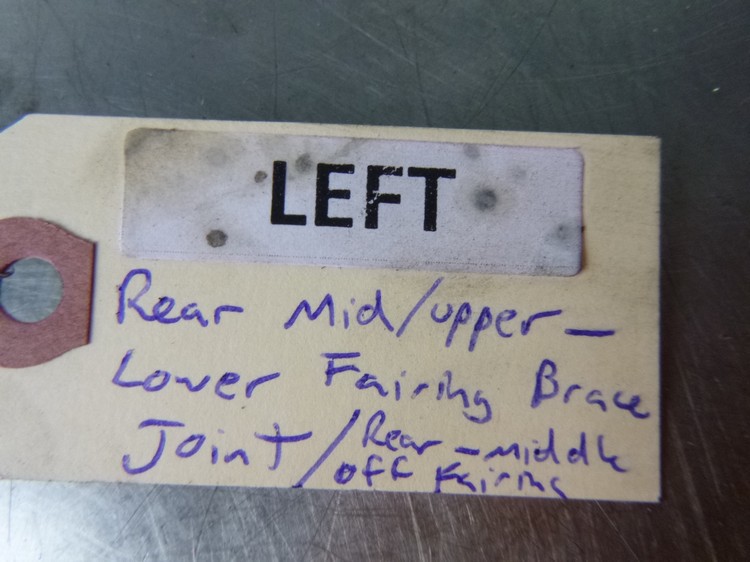 LEFT
Rear Mid/upper –
Lower Fairing Brace
Joint/Rear – middle
off Fairing